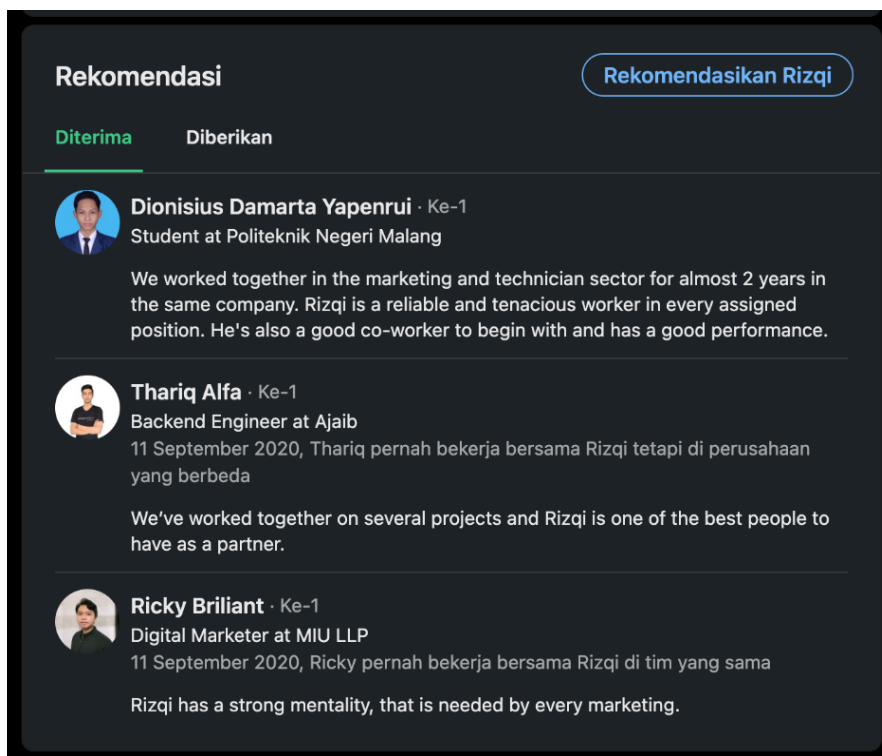 Rekomendasi
Rekomendasikan Rizqi
Diterima
Diberikan
Dionisius Damarta Yapenrui · Ke-1
Student at Politeknik Negeri Malang
We worked together in the marketing and technician sector for almost 2 years in
the same company. Rizqi is a reliable and tenacious worker in every assigned
position. He's also a good co-worker to begin with and has a good performance.
Thariq Alfa · Ke-1
Backend Engineer at Ajaib
11 September 2020, Thariq pernah bekerja bersama Rizqi tetapi di perusahaan
yang berbeda
We’ve worked together on several projects and Rizqi is one of the best people to
have as a partner.
Ricky Briliant · Ke-1
Digital Marketer at MIU LLP
11 September 2020, Ricky pernah bekerja bersama Rizqi di tim yang sama
Rizqi has a strong mentality, that is needed by every marketing.